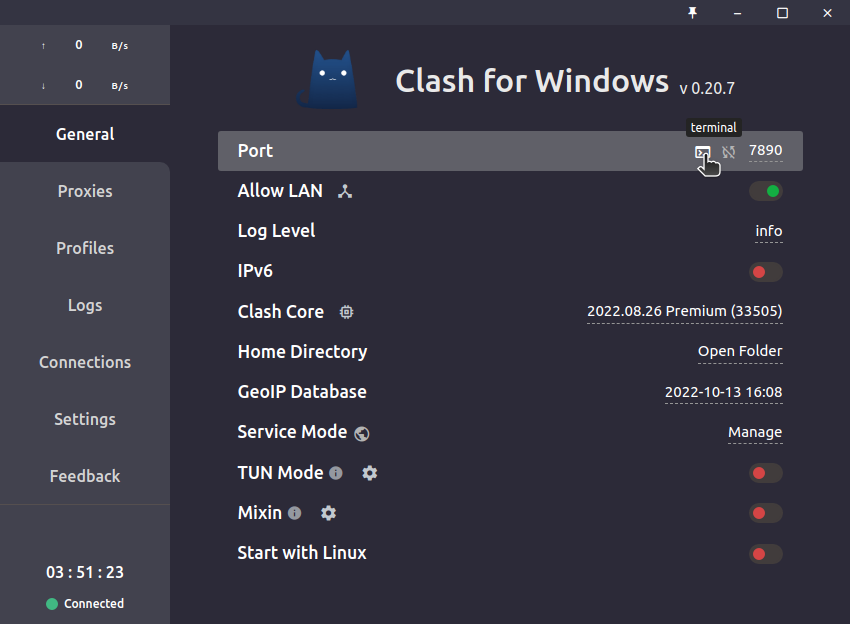 ↑ 0 B/s
↓ 0 B/s
General
Proxies
Profiles
Logs
Connections
Settings
Feedback
03 : 51 : 23
Connected
Clash for Windows v 0.20.7
terminal
Port 7890
Allow LAN
Log Level info
IPv6
Clash Core 2022.08.26 Premium (33505)
Home Directory Open Folder
GeoIP Database 2022-10-13 16:08
Service Mode Manage
TUN Mode
Mixin
Start with Linux